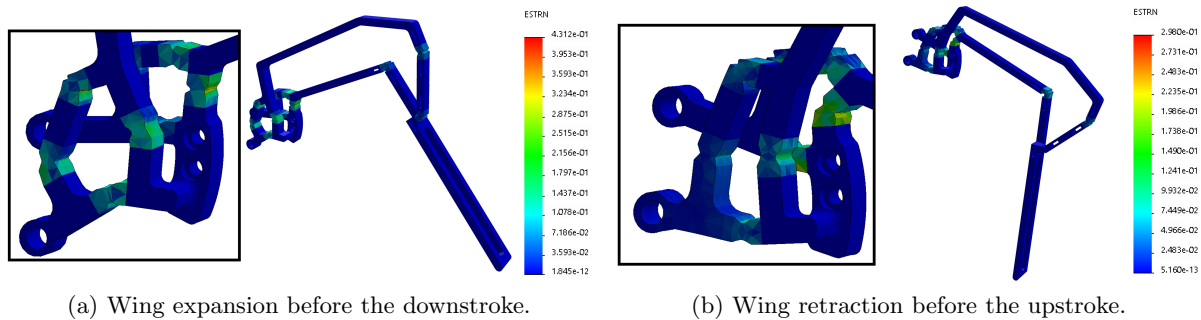 ESTRN
4.312e-01
3.953e-01
3.593e-01
3.234e-01
2.875e-01
2.515e-01
2.156e-01
1.797e-01
1.437e-01
1.078e-01
7.186e-02
3.593e-02
1.845e-12
(a) Wing expansion before the downstroke.
ESTRN
2.980e-01
2.731e-01
2.483e-01
2.235e-01
1.986e-01
1.738e-01
1.490e-01
1.241e-01
9.932e-02
7.449e-02
4.966e-02
2.483e-02
5.160e-13
(b) Wing retraction before the upstroke.